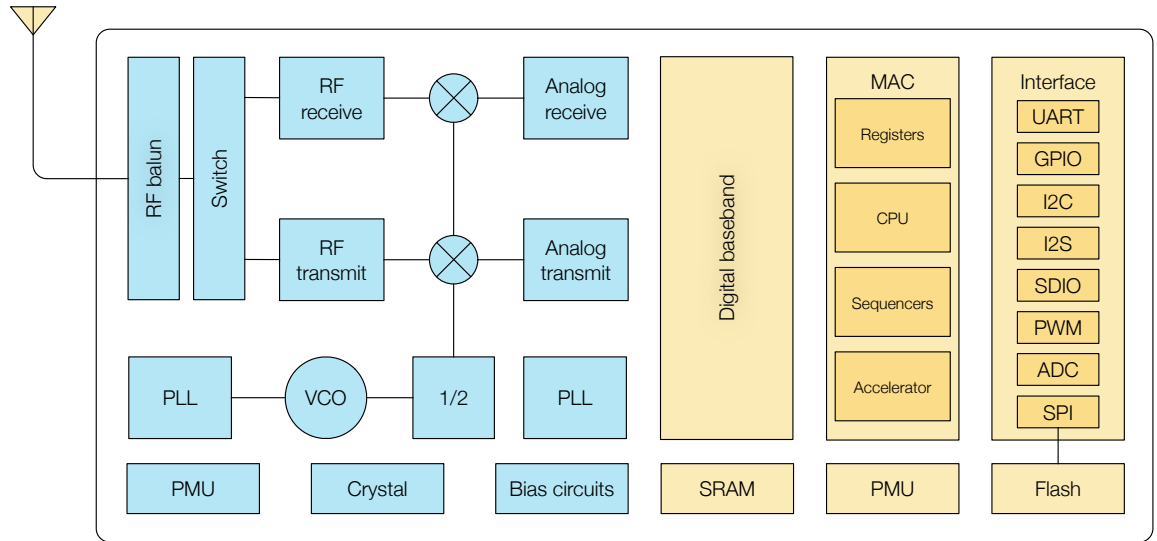 RF balun
Switch
RF
receive
Analog
receive
RF
transmit
Analog
transmit
PLL
VCO
1/2
PLL
PMU
Crystal
Bias circuits
Digital baseband
SRAM
MAC
Registers
CPU
Sequencers
Accelerator
PMU
Interface
UART
GPIO
I2C
I2S
SDIO
PWM
ADC
SPI
Flash